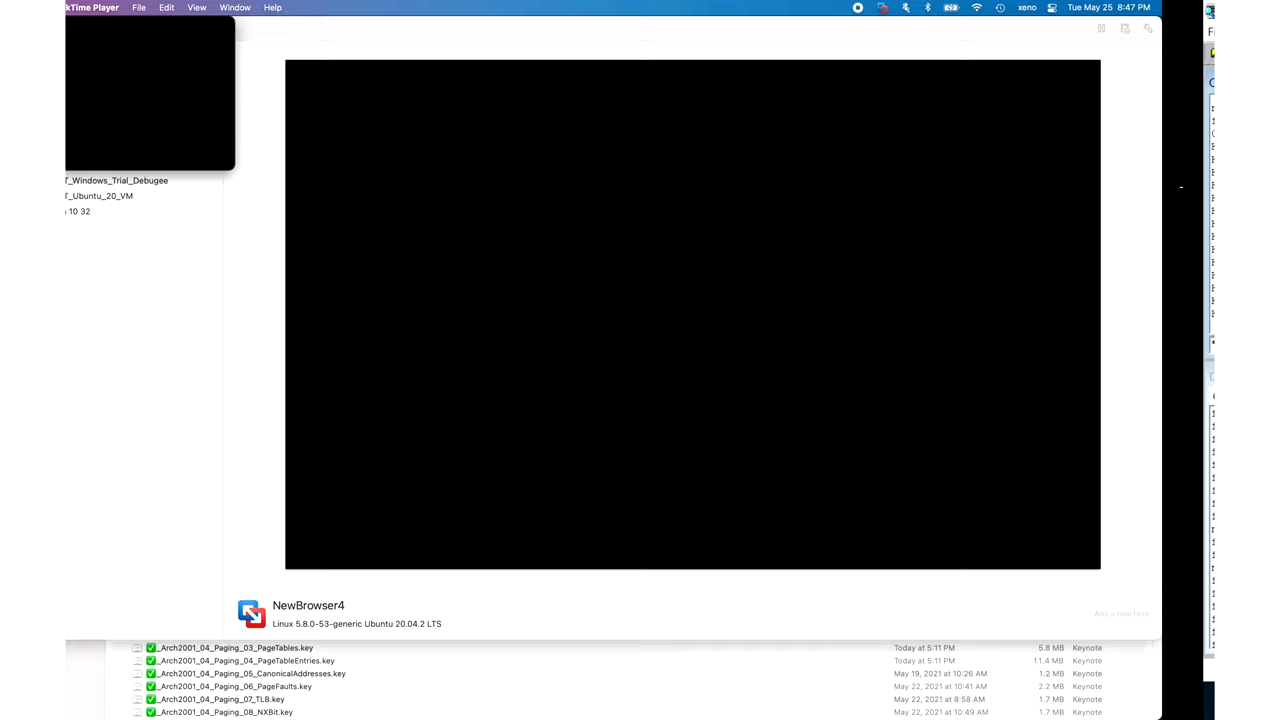 kTime Player File Edit View Window Help xeno Tue May 25 8:47 PM
T_Windows_Trial_Debugee
T_Ubuntu_20_VM
10 32
NewBrowser4
Linux 5.8.0-53-generic Ubuntu 20.04.2 LTS
Add a note here
_Arch2001_04_Paging_03_PageTables.key Today at 5:11 PM 5.8 MB Keynote
_Arch2001_04_Paging_04_PageTableEntries.key Today at 5:11 PM 11.4 MB Keynote
_Arch2001_04_Paging_05_CanonicalAddresses.key May 19, 2021 at 10:26 AM 1.2 MB Keynote
_Arch2001_04_Paging_06_PageFaults.key May 22, 2021 at 10:41 AM 2.2 MB Keynote
_Arch2001_04_Paging_07_TLB.key May 22, 2021 at 8:58 AM 1.7 MB Keynote
_Arch2001_04_Paging_08_NXBit.key May 22, 2021 at 10:49 AM 1.7 MB Keynote